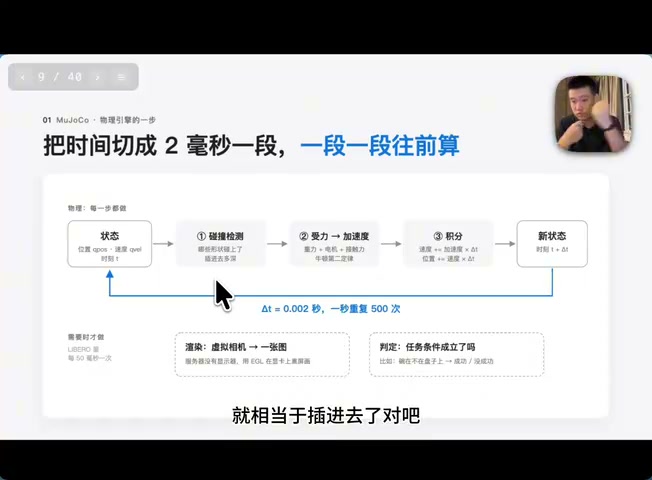 9 / 40
01 MuJoCo · 物理引擎的一步
把时间切成 2 毫秒一段，一段一段往前算
物理：每一步都做
状态
位置 qpos · 速度 qvel
时刻 t
① 碰撞检测
哪些形状碰上了
插进去多深
② 受力 → 加速度
重力 + 电机 + 接触力
牛顿第二定律
③ 积分
速度 += 加速度 × Δt
位置 += 速度 × Δt
新状态
时刻 t + Δt
Δt = 0.002 秒，一秒重复 500 次
需要时才做
LIBERO 里
每 50 毫秒一次
渲染：虚拟相机 → 一张图
服务器没有显示器，用 EGL 在显卡上离屏画
判定：任务条件成立了吗
比如：碗在不在盘子上 → 成功 / 没成功
就相当于插进去了对吧